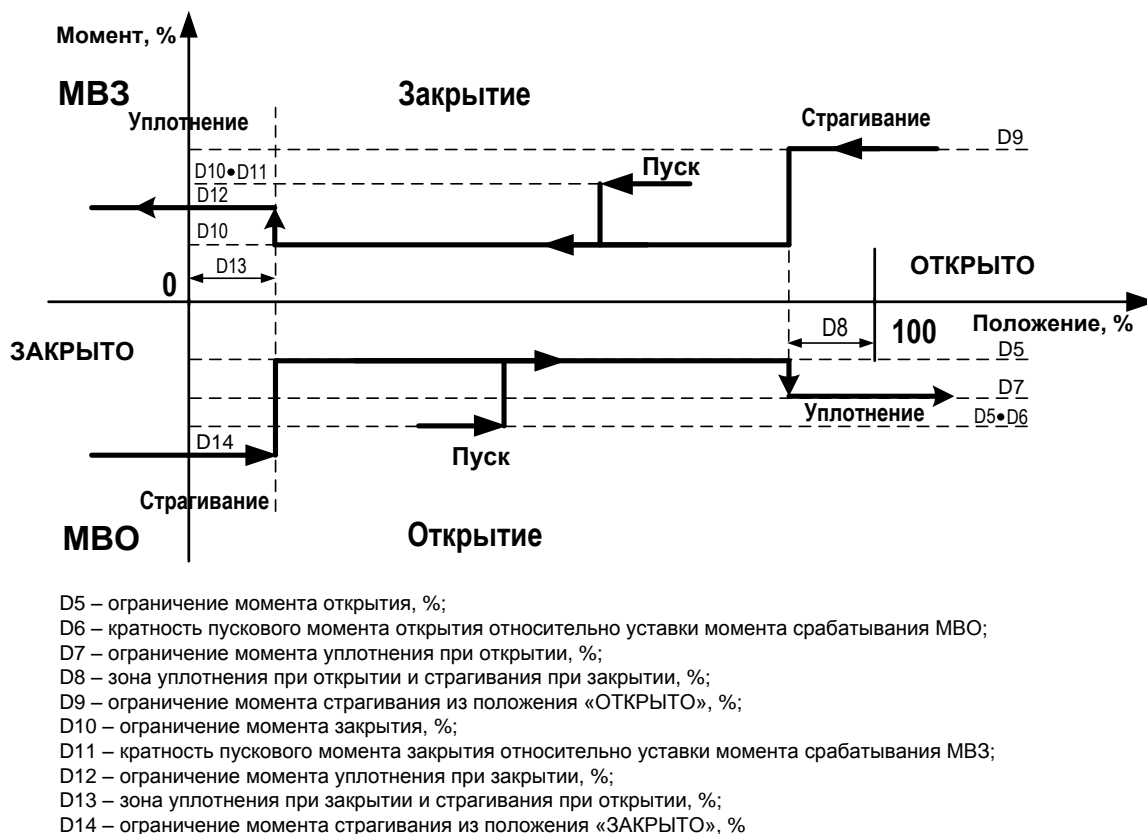 Момент, %
МВЗ
Закрытие
Уплотнение
Страгивание
D9
D10•D11
Пуск
D12
D10
D13
ОТКРЫТО
0
ЗАКРЫТО
D8
100
Положение, %
D5
D7
Уплотнение
D5•D6
D14
Пуск
Страгивание
МВО
Открытие
D5 – ограничение момента открытия, %;
D6 – кратность пускового момента открытия относительно уставки момента срабатывания МВО;
D7 – ограничение момента уплотнения при открытии, %;
D8 – зона уплотнения при открытии и страгивания при закрытии, %;
D9 – ограничение момента страгивания из положения «ОТКРЫТО», %;
D10 – ограничение момента закрытия, %;
D11 – кратность пускового момента закрытия относительно уставки момента срабатывания МВЗ;
D12 – ограничение момента уплотнения при закрытии, %;
D13 – зона уплотнения при закрытии и страгивания при открытии, %;
D14 – ограничение момента страгивания из положения «ЗАКРЫТО», %